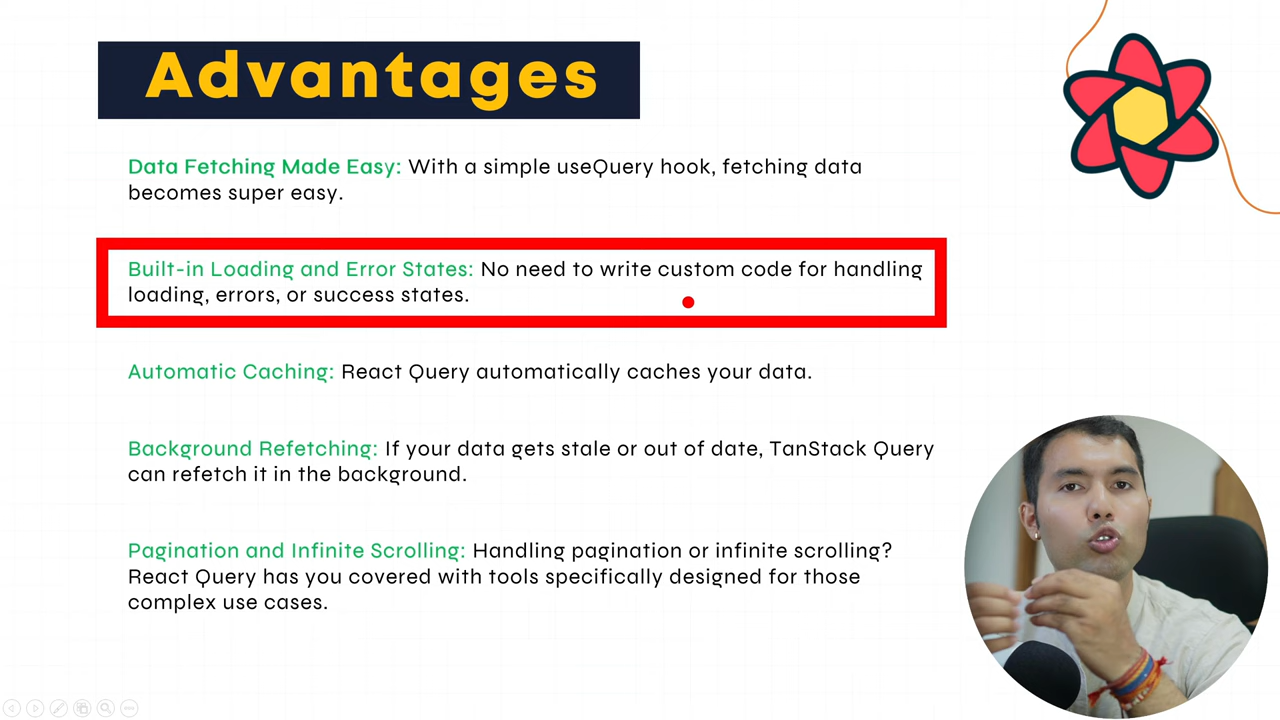 Advantages
Data Fetching Made Easy: With a simple useQuery hook, fetching data
becomes super easy.
Built-in Loading and Error States: No need to write custom code for handling
loading, errors, or success states.
Automatic Caching: React Query automatically caches your data.
Background Refetching: If your data gets stale or out of date, TanStack Query
can refetch it in the background.
Pagination and Infinite Scrolling: Handling pagination or infinite scrolling?
React Query has you covered with tools specifically designed for those
complex use cases.